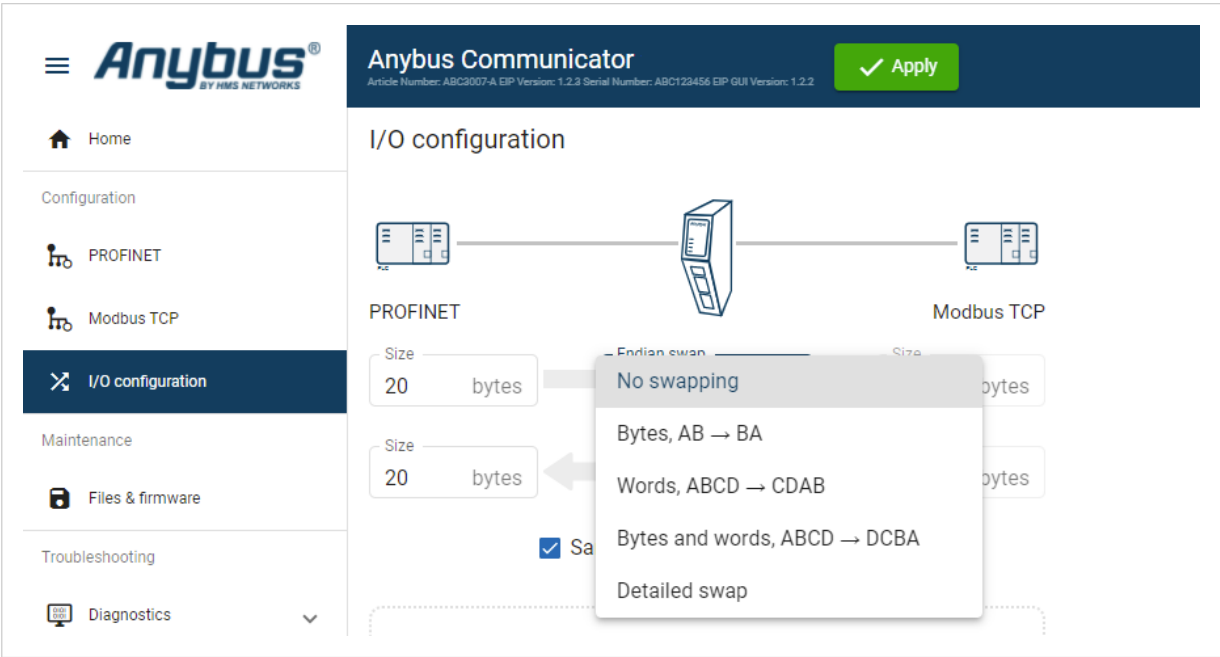 Anybus®
BY HMS NETWORKS
Anybus Communicator
Article Number: ABC3007-A EIP Version: 1.2.3 Serial Number: ABC123456 EIP GUI Version: 1.2.2
Apply
Home
Configuration
PROFINET
Modbus TCP
I/O configuration
Maintenance
Files & firmware
Troubleshooting
Diagnostics
I/O configuration
PLC
Anybus
PLC
PROFINET
Modbus TCP
Size
20 bytes
Endian swap
Size
bytes
Size
20 bytes
bytes
No swapping
Bytes, AB → BA
Words, ABCD → CDAB
Bytes and words, ABCD → DCBA
Detailed swap
Sa